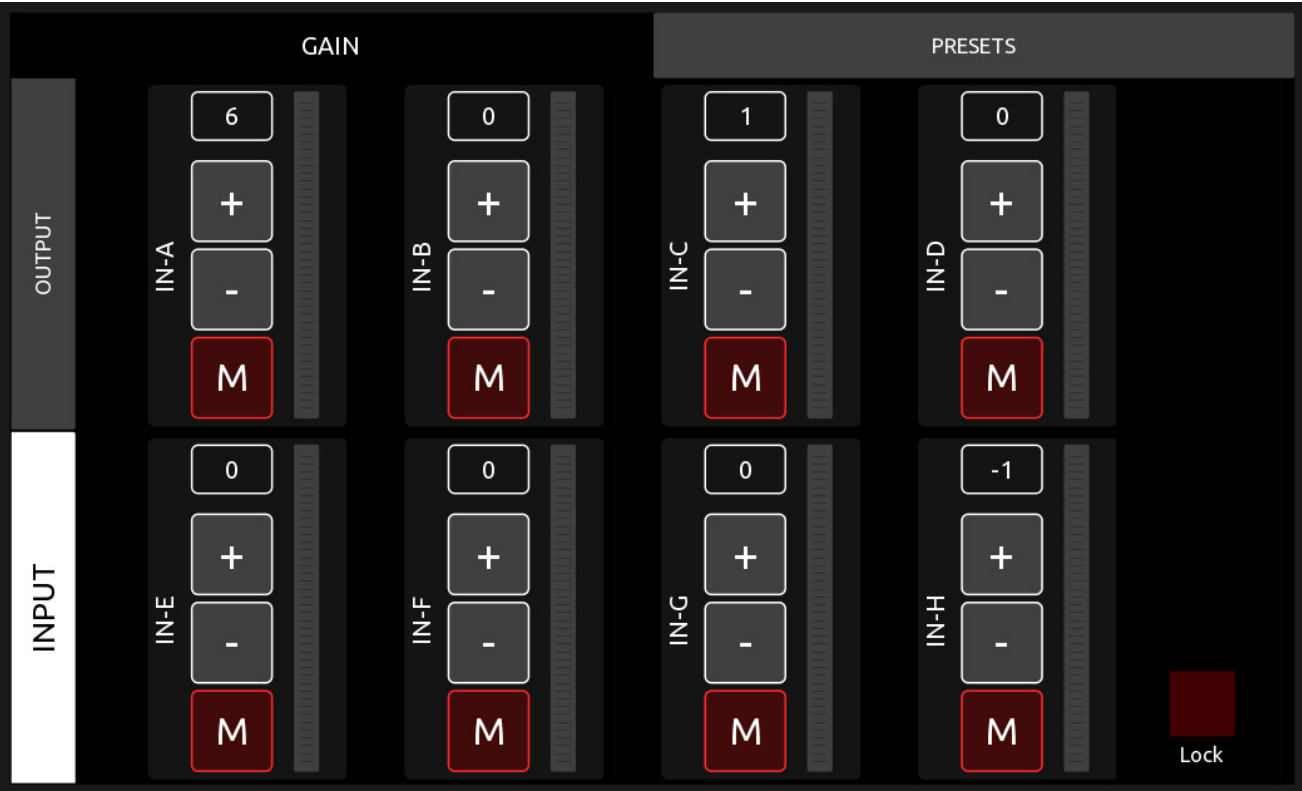 GAIN
PRESETS
OUTPUT
IN-A
6
+
-
M
IN-B
0
+
-
M
IN-C
1
+
-
M
IN-D
0
+
-
M
INPUT
IN-E
0
+
-
M
IN-F
0
+
-
M
IN-G
0
+
-
M
IN-H
-1
+
-
M
Lock